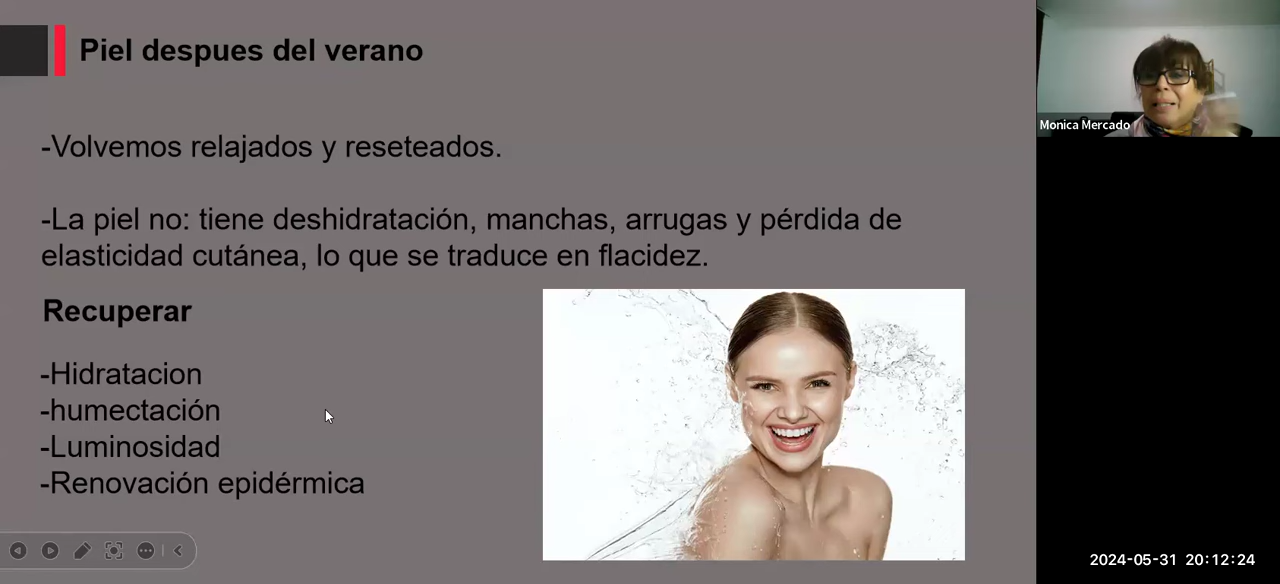 Piel despues del verano
-Volvemos relajados y reseteados.
-La piel no: tiene deshidratación, manchas, arrugas y pérdida de
elasticidad cutánea, lo que se traduce en flacidez.
Recuperar
-Hidratacion
-humectación
-Luminosidad
-Renovación epidérmica
Monica Mercado
2024-05-31 20:12:24